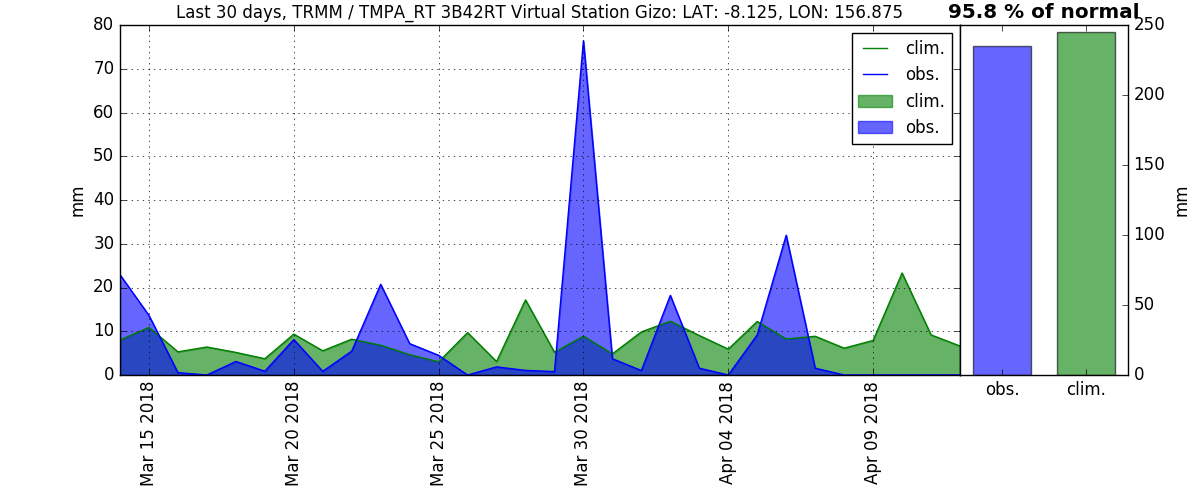 Last 30 days, TRMM / TMPA_RT 3B42RT Virtual Station Gizo: LAT: -8.125, LON: 156.875
95.8 % of normal
80
70
60
50
40
30
20
10
0
mm
clim.
obs.
clim.
obs.
Mar 15 2018
Mar 20 2018
Mar 25 2018
Mar 30 2018
Apr 04 2018
Apr 09 2018
250
200
150
100
50
0
mm
obs.
clim.